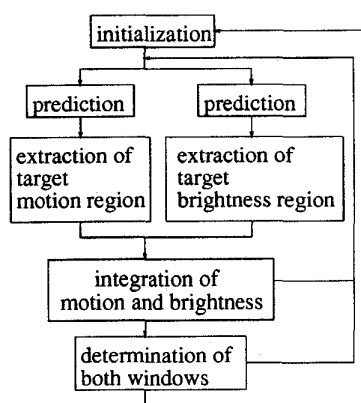 initialization
prediction
prediction
extraction of
target
motion region
extraction of
target
brightness region
integration of
motion and brightness
determination of
both windows